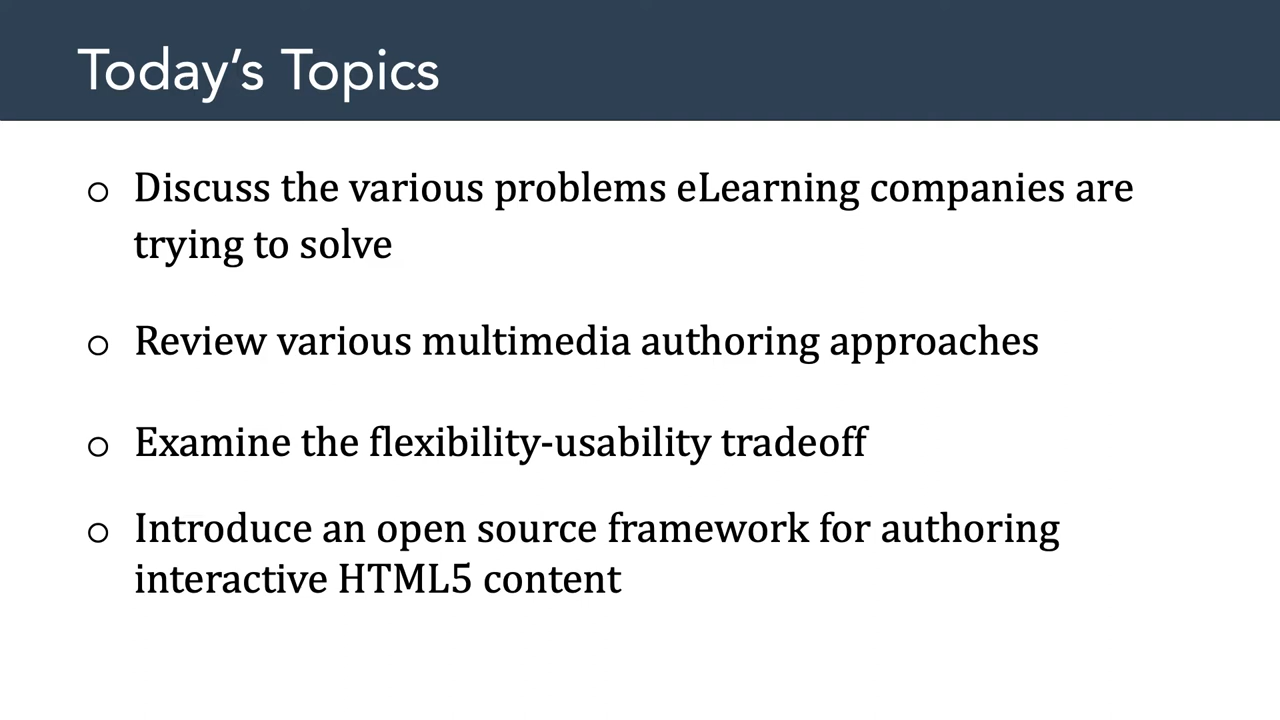 Today’s Topics
Discuss the various problems eLearning companies are
trying to solve
Review various multimedia authoring approaches
Examine the flexibility-usability tradeoff
Introduce an open source framework for authoring
interactive HTML5 content